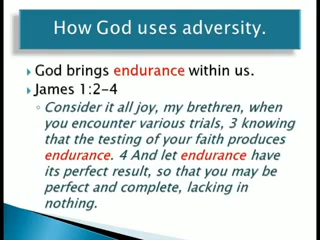 How God uses adversity.
God brings endurance within us.
James 1:2-4
Consider it all joy, my brethren, when
you encounter various trials, 3 knowing
that the testing of your faith produces
endurance. 4 And let endurance have
its perfect result, so that you may be
perfect and complete, lacking in
nothing.